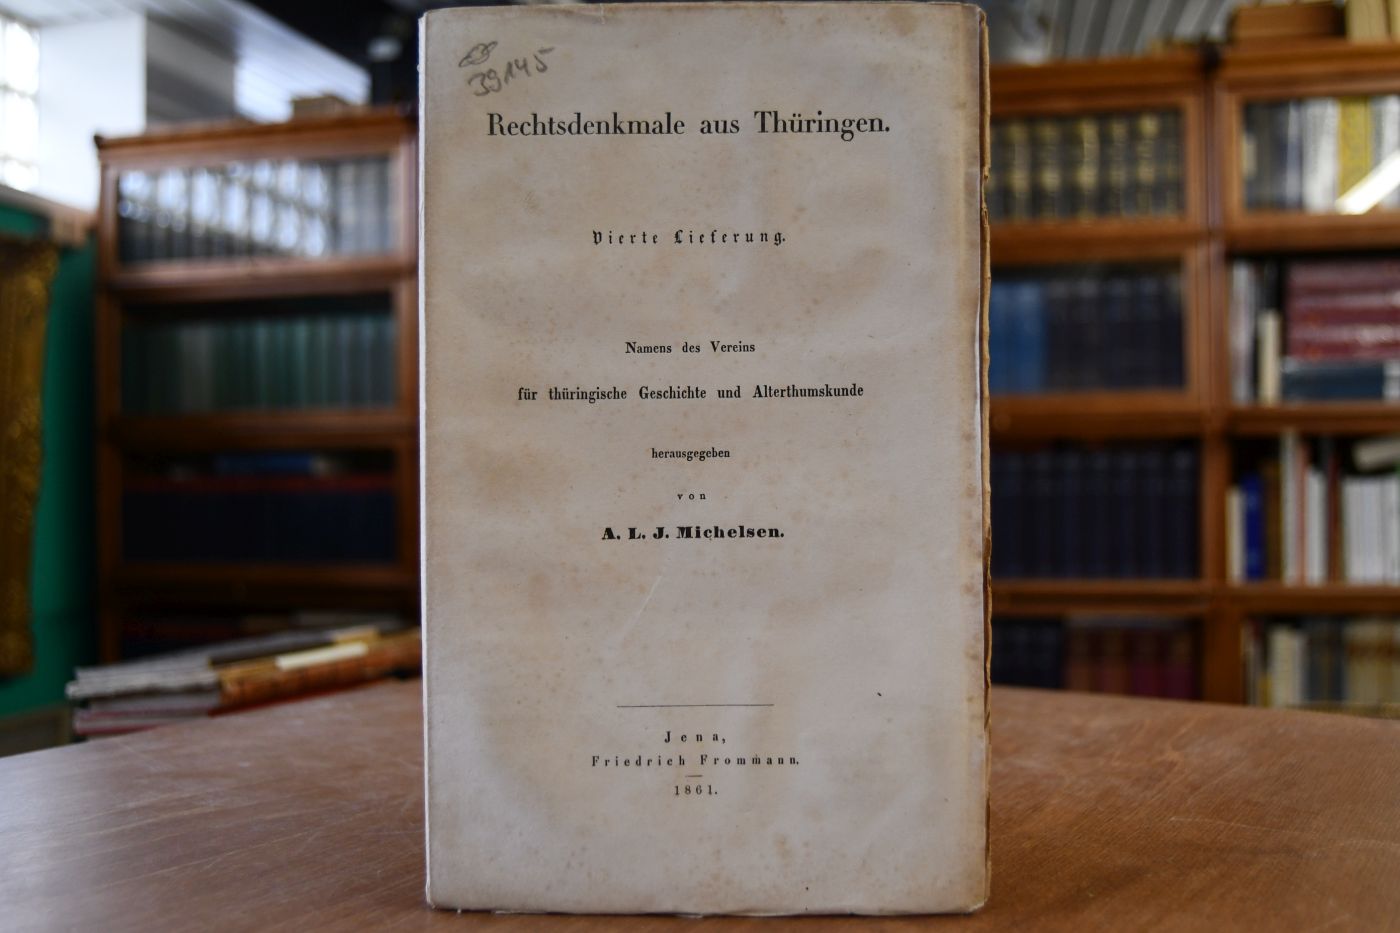 39145
Rechtsdenkmale aus Thüringen.
Vierte Lieferung.
Namens des Vereins
für thüringische Geschichte und Alterthumskunde
herausgegeben
von
A. L. J. Michelsen.
Jena,
Friedrich Frommann.
1861.